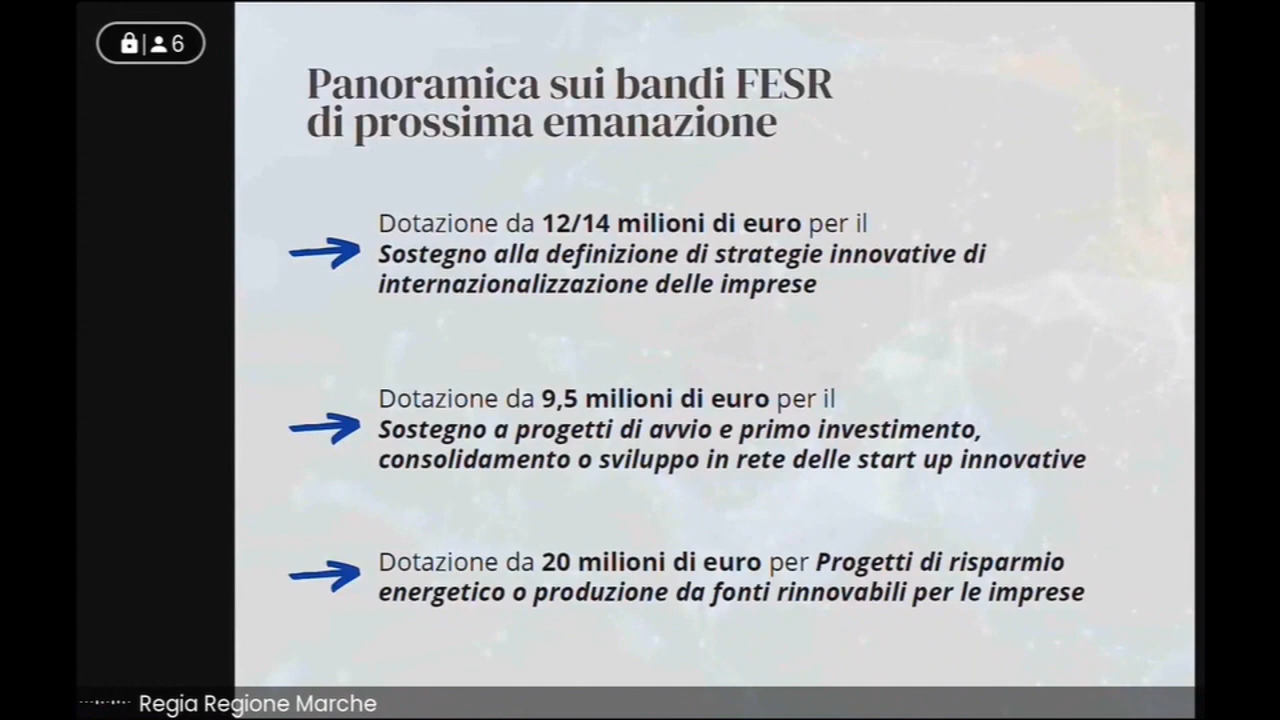 6
Panoramica sui bandi FESR
di prossima emanazione
Dotazione da 12/14 milioni di euro per il
Sostegno alla definizione di strategie innovative di
internazionalizzazione delle imprese
Dotazione da 9,5 milioni di euro per il
Sostegno a progetti di avvio e primo investimento,
consolidamento o sviluppo in rete delle start up innovative
Dotazione da 20 milioni di euro per Progetti di risparmio
energetico o produzione da fonti rinnovabili per le imprese
Regia Regione Marche